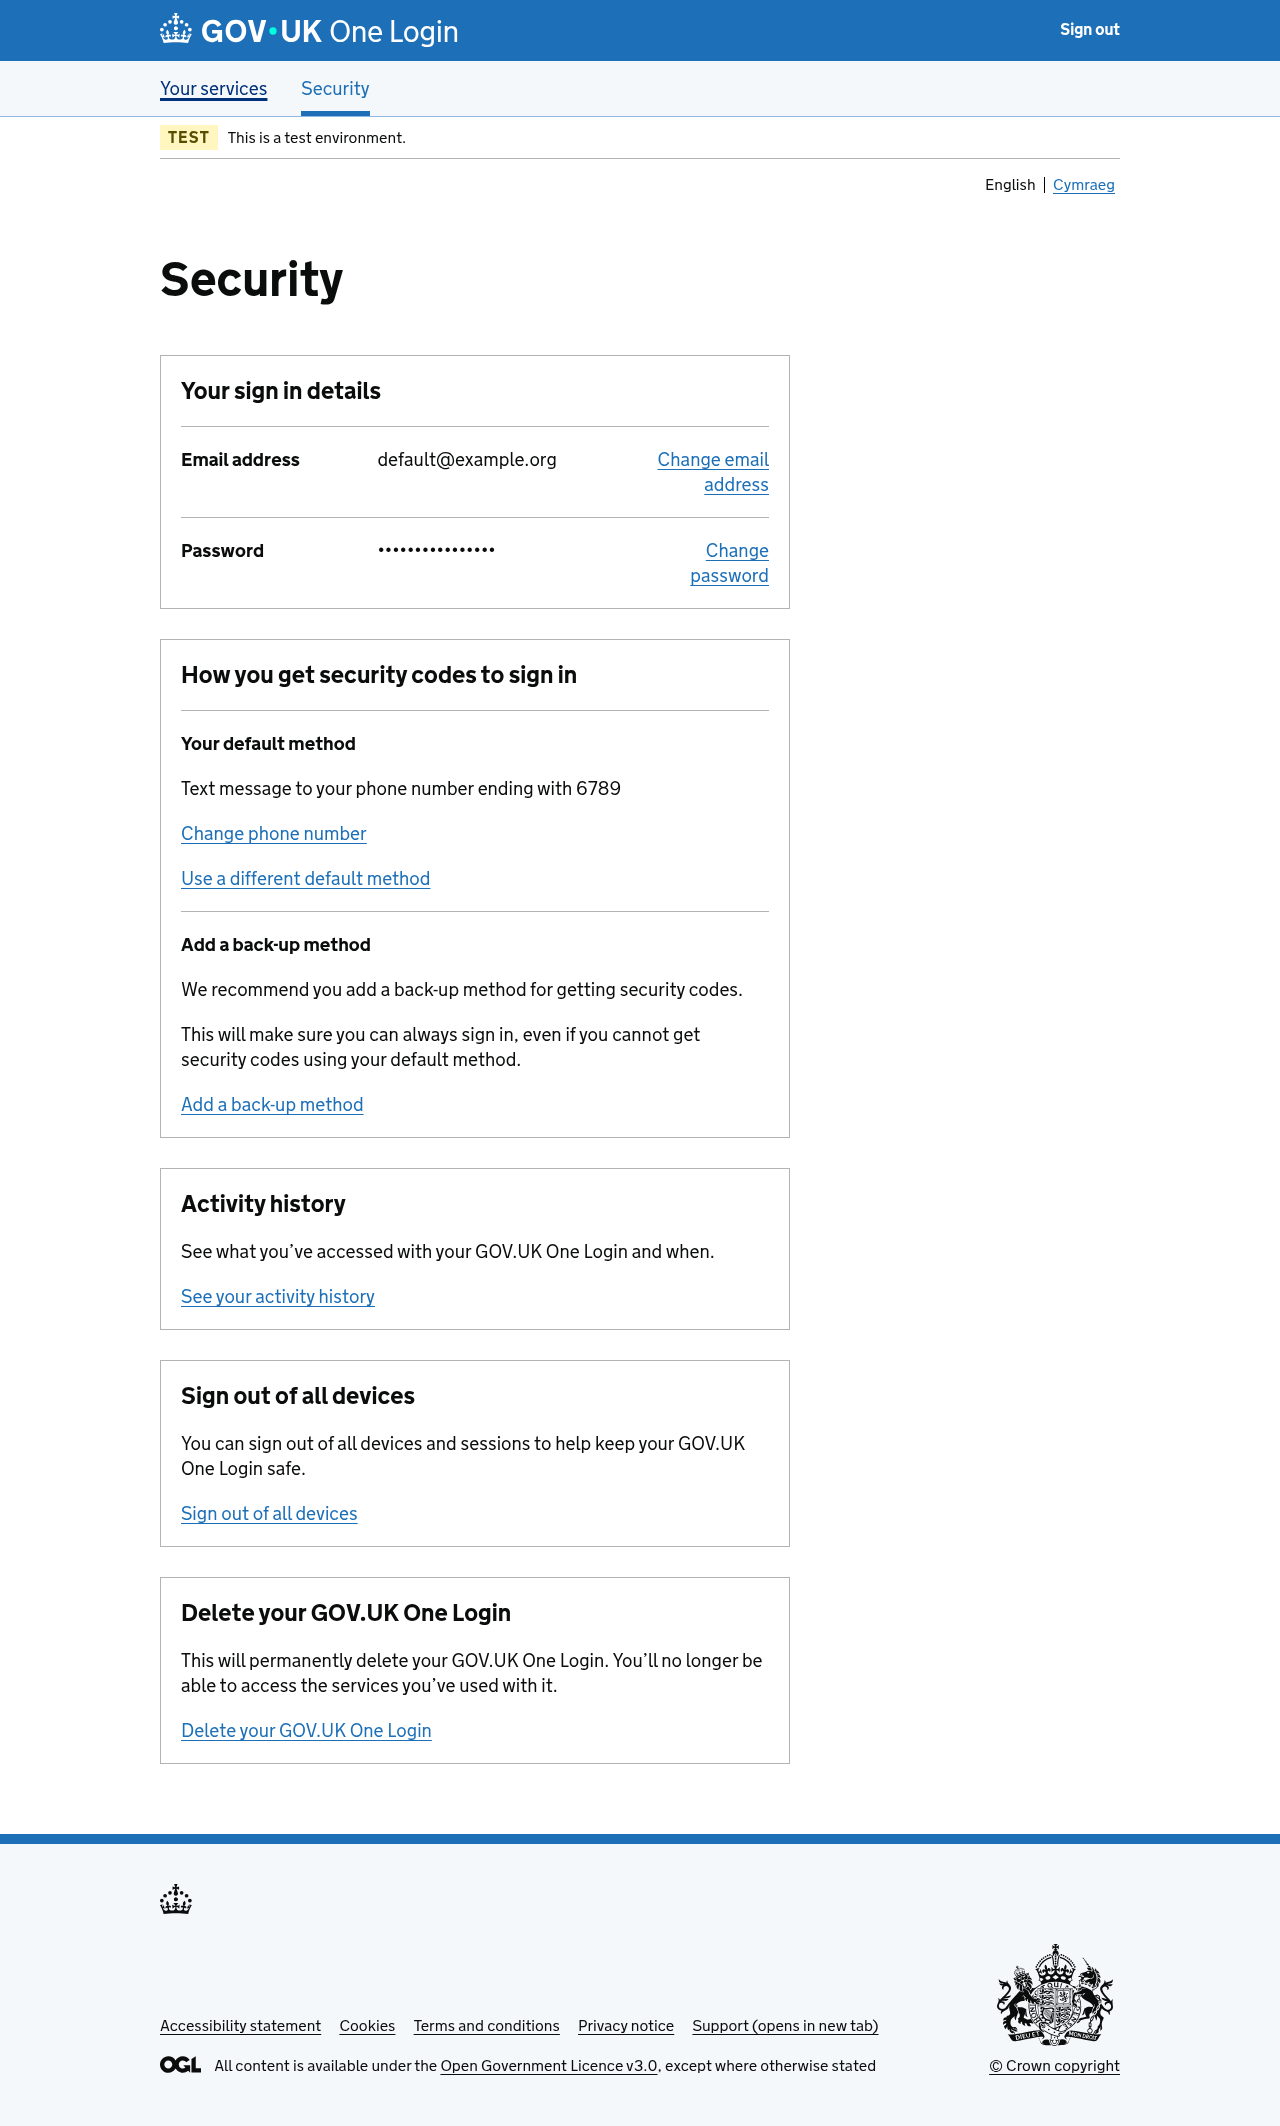 GOV•UK One Login
Sign out
Your services
Security
TEST
This is a test environment.
English
Cymraeg
Security
Your sign in details
Email address
default@example.org
Change email
address
Password
••••••••••••••••
Change
password
How you get security codes to sign in
Your default method
Text message to your phone number ending with 6789
Change phone number
Use a different default method
Add a back-up method
We recommend you add a back-up method for getting security codes.
This will make sure you can always sign in, even if you cannot get
security codes using your default method.
Add a back-up method
Activity history
See what you’ve accessed with your GOV.UK One Login and when.
See your activity history
Sign out of all devices
You can sign out of all devices and sessions to help keep your GOV.UK
One Login safe.
Sign out of all devices
Delete your GOV.UK One Login
This will permanently delete your GOV.UK One Login. You’ll no longer be
able to access the services you’ve used with it.
Delete your GOV.UK One Login
Accessibility statement
Cookies
Terms and conditions
Privacy notice
Support (opens in new tab)
OGL
All content is available under the Open Government Licence v3.0, except where otherwise stated
© Crown copyright